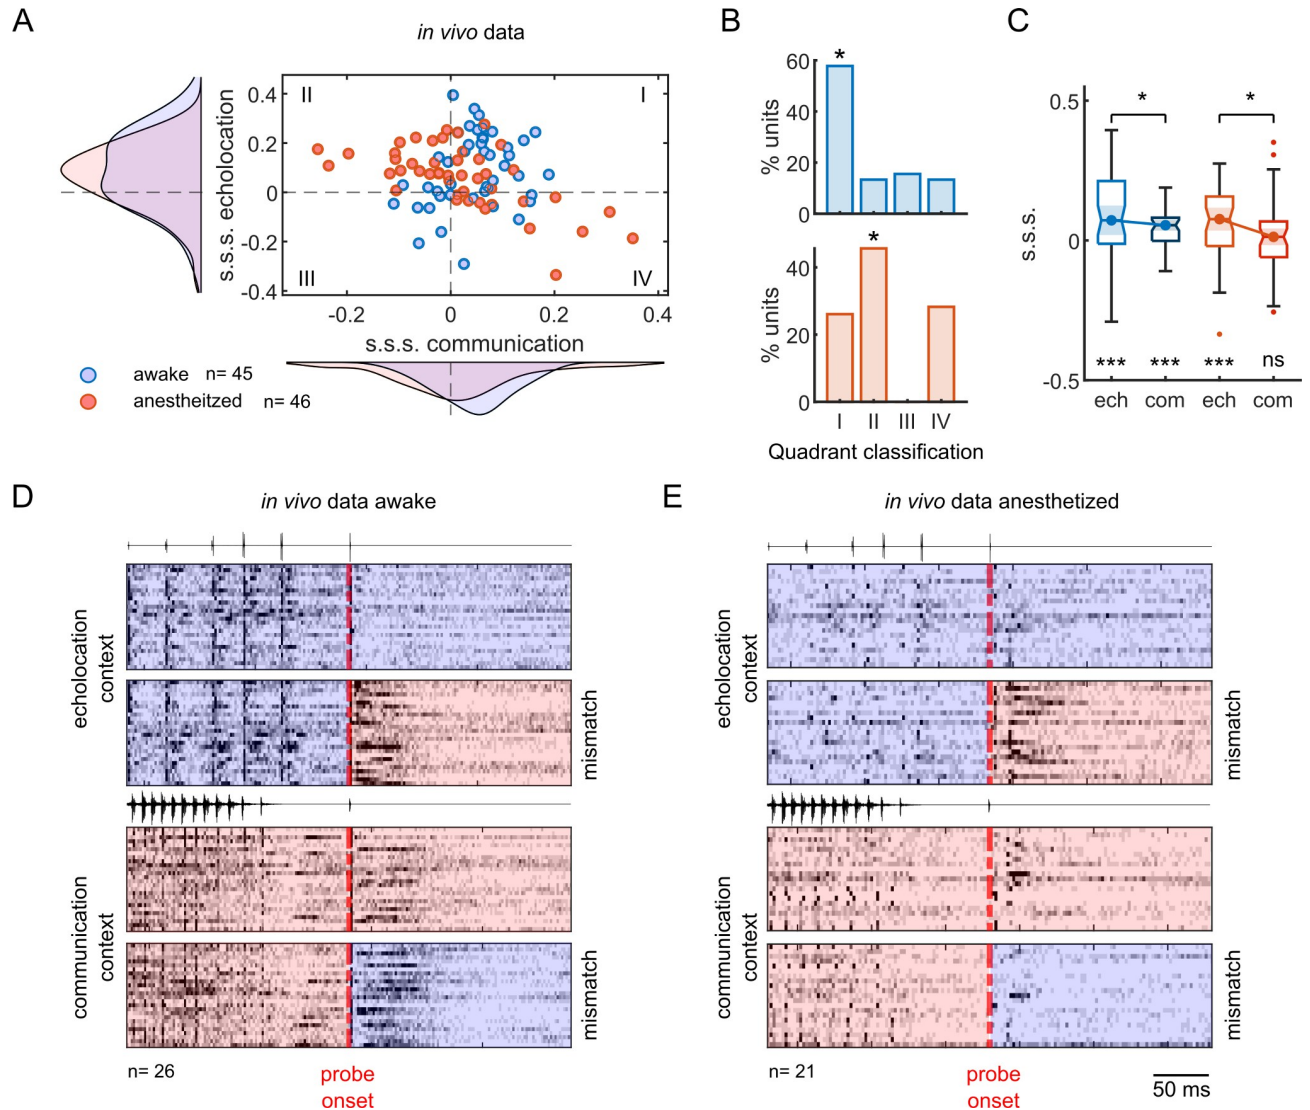 A
in vivo data
II
I
III
IV
0.4
0.2
0
-0.2
-0.4
s.s.s. echolocation
-0.2
0
0.2
0.4
s.s.s. communication
awake n= 45
anestheitzed n= 46
B
60
40
20
0
% units
*
40
20
0
% units
*
I II III IV
Quadrant classification
C
0.5
0
-0.5
s.s.s.
* *
*** *** *** ns
ech com ech com
D
in vivo data awake
echolocation
context
mismatch
communication
context
mismatch
n= 26
probe
onset
E
in vivo data anesthetized
echolocation
context
mismatch
communication
context
mismatch
n= 21
probe
onset
50 ms